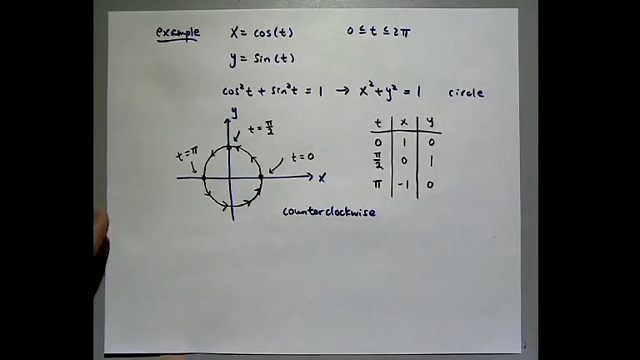 example x = cos(t) 0 ≤ t ≤ 2π
y = sin(t)
cos²t + sin²t = 1 → x² + y² = 1 circle
y
t = π/2
t = π
t = 0
x
t x y
0 1 0
π/2 0 1
π -1 0
counterclockwise